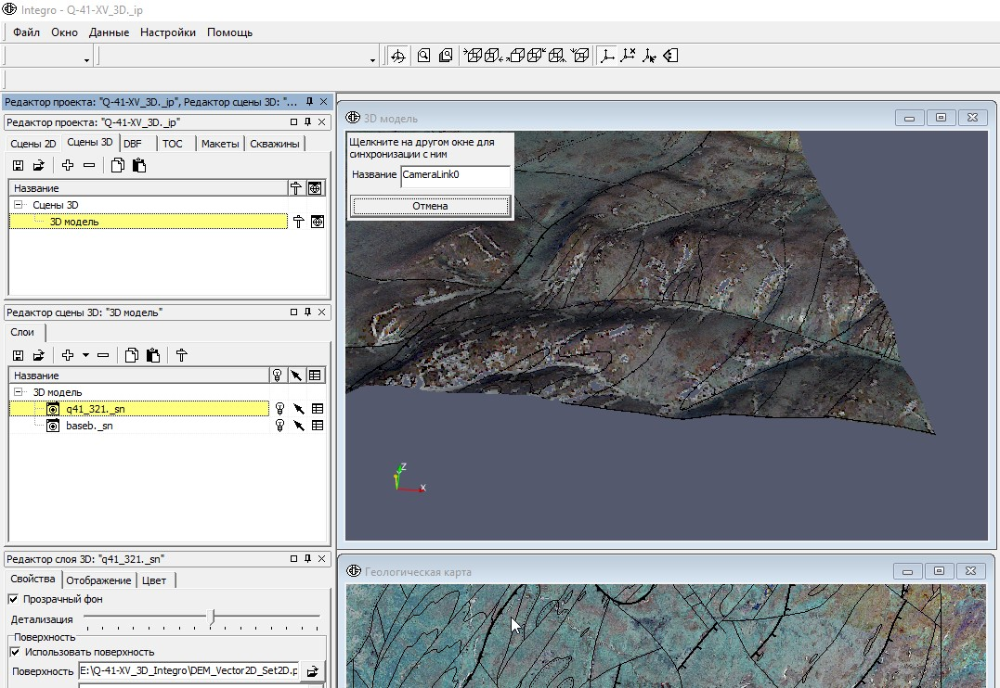 Integro - Q-41-XV_3D._ip
Файл Окно Данные Настройки Помощь
Редактор проекта: "Q-41-XV_3D._ip", Редактор сцены 3D: "...
Редактор проекта: "Q-41-XV_3D._ip"
Сцены 2D Сцены 3D DBF TOC Макеты Скважины
Название
Сцены 3D
3D модель
Редактор сцены 3D: "3D модель"
Слои
Название
3D модель
q41_321._sn
baseb._sn
Редактор слоя 3D: "q41_321._sn"
Свойства Отображение Цвет
Прозрачный фон
Детализация
Поверхность
Использовать поверхность
Поверхность E:\Q-41-XV_3D_Integro\DEM_Vector2D_Set2D.p
3D модель
Щелкните на другом окне для
синхронизации с ним
Название CameraLink0
Отмена
Z
X
Геологическая карта